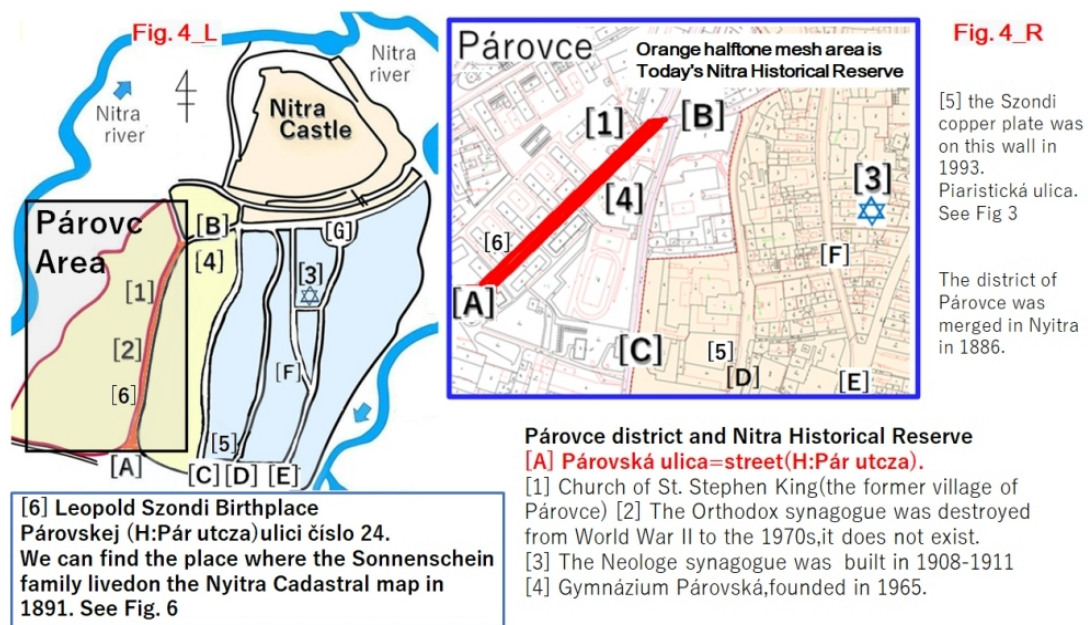 Fig. 4_L
Nitra
river
Nitra
river
Nitra
Castle
Párovc
Area
[B]
[4]
[G]
[1]
[3]
[2]
[F]
[6]
[5]
[A]
[C] [D] [E]
[6] Leopold Szondi Birthplace
Párovskej (H:Pár utcza)ulici číslo 24.
We can find the place where the Sonnenschein
family livedon the Nyitra Cadastral map in
1891. See Fig. 6
Párovce
Orange halftone mesh area is
Today's Nitra Historical Reserve
[1]
[B]
[4]
[3]
[6]
[F]
[A]
[C]
[5]
[D]
[E]
Fig. 4_R
[5] the Szondi
copper plate was
on this wall in
1993.
Piaristická ulica.
See Fig 3
The district of
Párovce was
merged in Nyitra
in 1886.
Párovce district and Nitra Historical Reserve
[A] Párovská ulica=street(H:Pár utcza).
[1] Church of St. Stephen King(the former village of
Párovce) [2] The Orthodox synagogue was destroyed
from World War II to the 1970s,it does not exist.
[3] The Neologe synagogue was built in 1908-1911
[4] Gymnázium Párovská,founded in 1965.